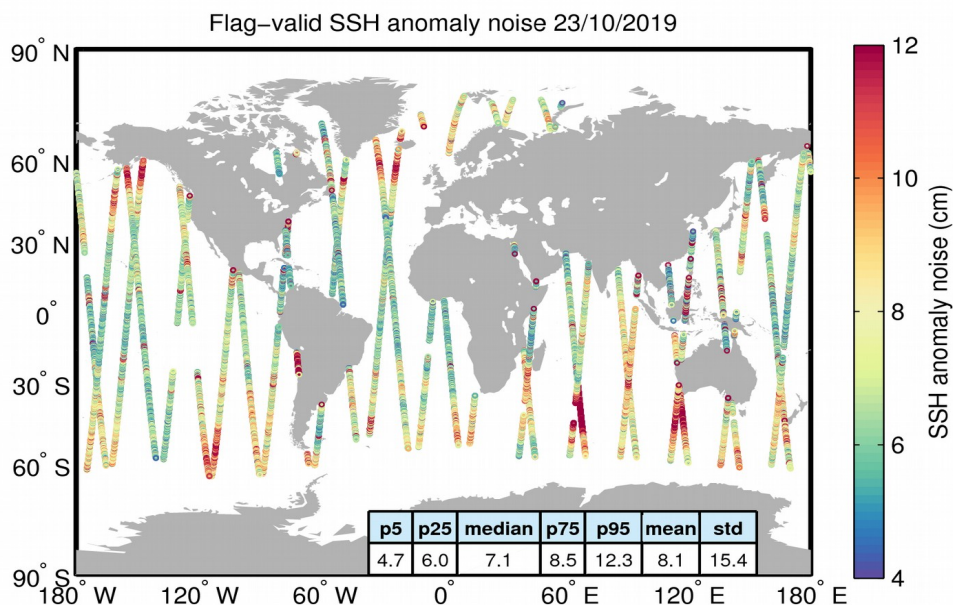 Flag−valid SSH anomaly noise 23/10/2019
90° N
60° N
30° N
0°
30° S
60° S
90° S
180° W
120° W
60° W
0°
60° E
120° E
180° E
12
10
8
6
4
SSH anomaly noise (cm)
p5 p25 median p75 p95 mean std
4.7 6.0 7.1 8.5 12.3 8.1 15.4